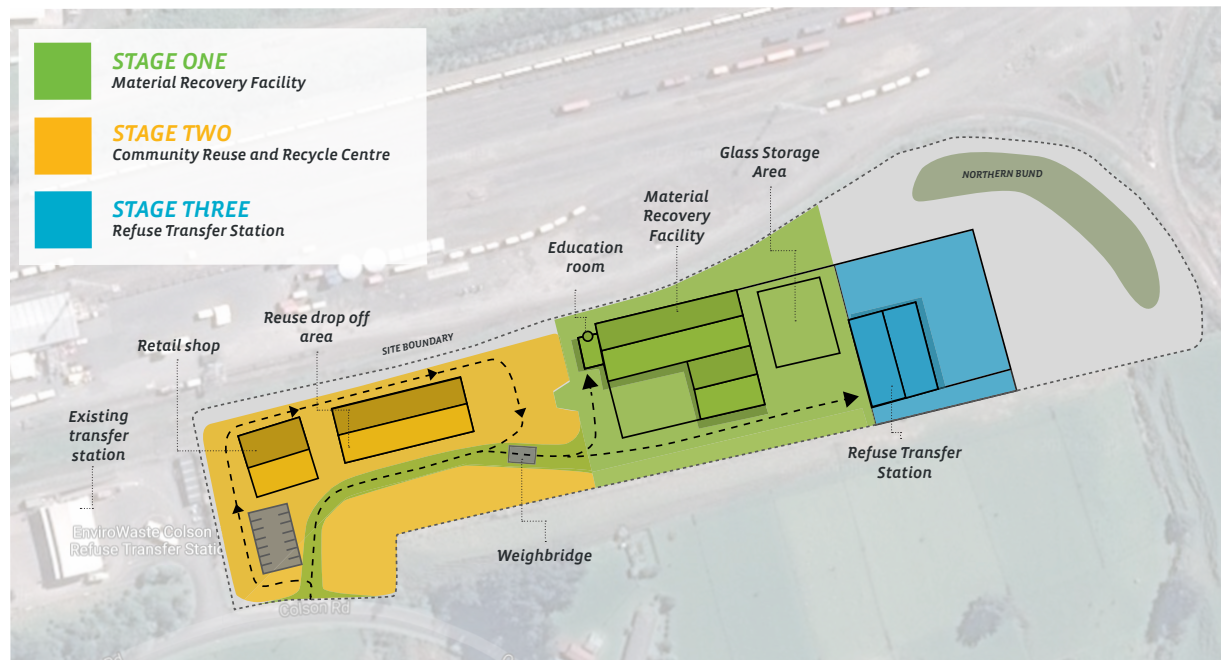 STAGE ONE
Material Recovery Facility
STAGE TWO
Community Reuse and Recycle Centre
STAGE THREE
Refuse Transfer Station
Glass Storage
Area
NORTHERN BUND
Material
Recovery
Facility
Education
room
Reuse drop off
area
SITE BOUNDARY
Retail shop
Existing
transfer
station
Refuse Transfer
Station
EnviroWaste Colson
Refuse Transfer Static
Weighbridge
Colson Rd